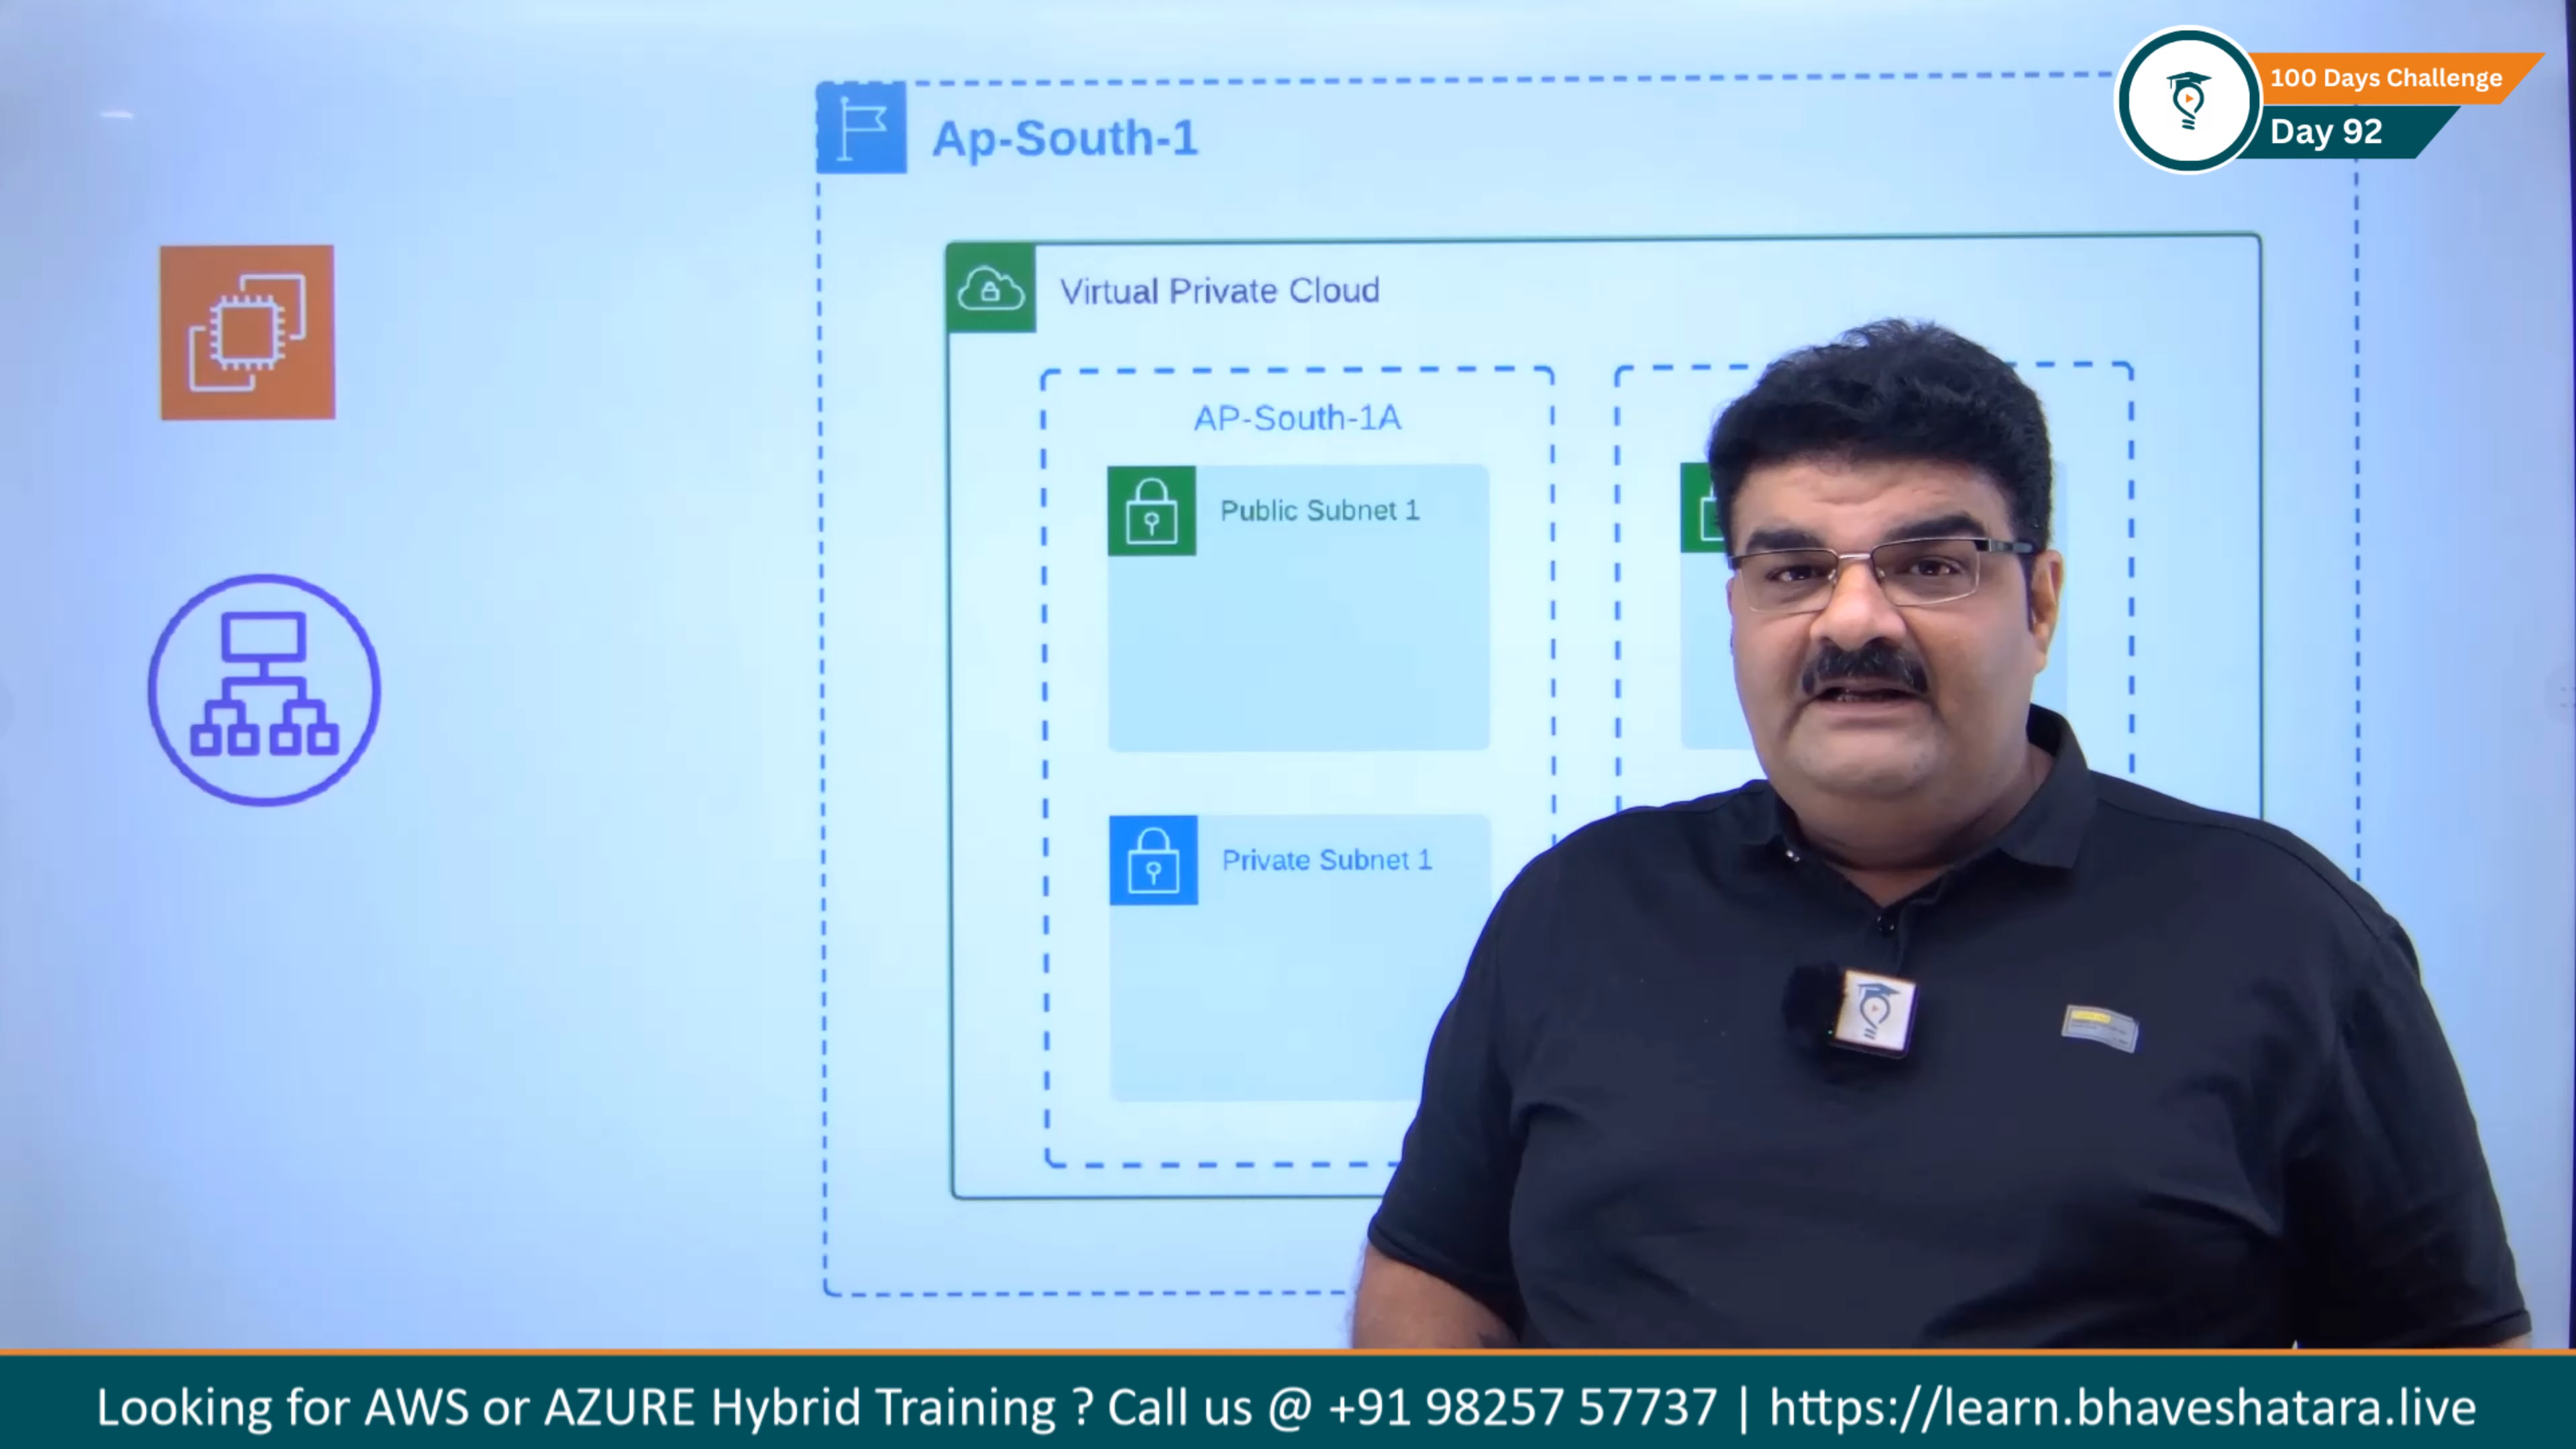 100 Days Challenge
Day 92
Ap-South-1
Virtual Private Cloud
AP-South-1A
Public Subnet 1
Private Subnet 1
Looking for AWS or AZURE Hybrid Training ? Call us @ +91 98257 57737 | https://learn.bhaveshatara.live